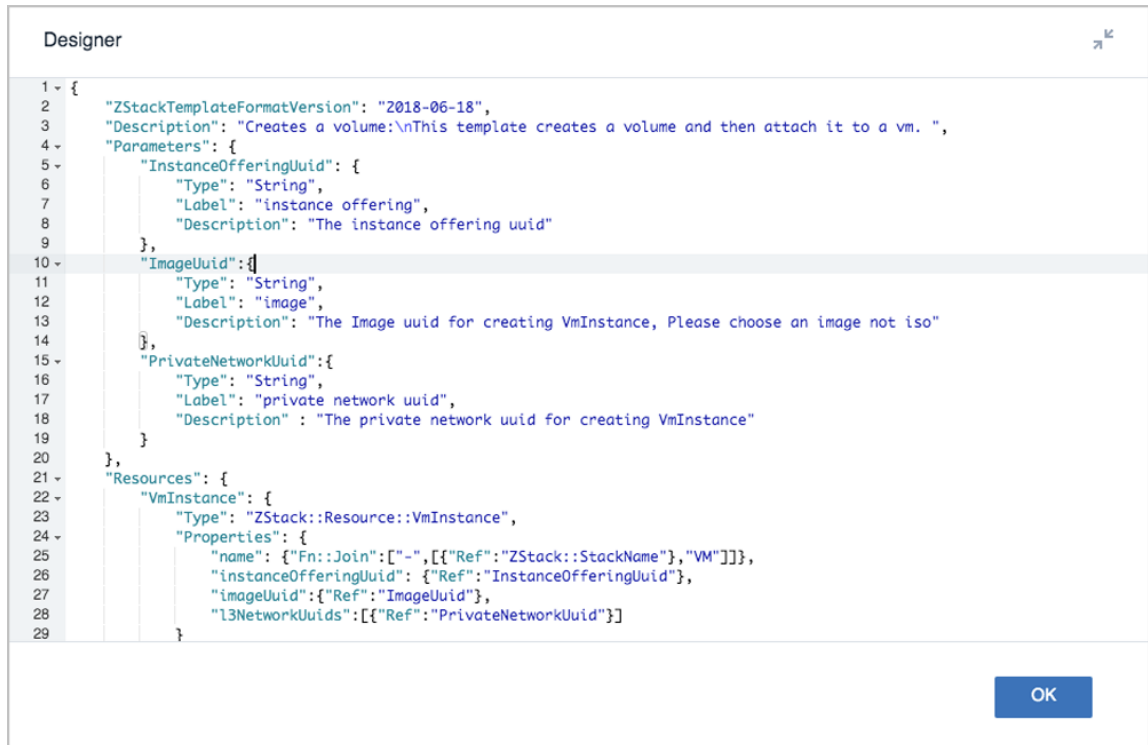 Designer
1 {
2 "ZStackTemplateFormatVersion": "2018-06-18",
3 "Description": "Creates a volume:\nThis template creates a volume and then attach it to a vm. ",
4 "Parameters": {
5 "InstanceOfferingUuid": {
6 "Type": "String",
7 "Label": "instance offering",
8 "Description": "The instance offering uuid"
9 },
10 "ImageUuid":{
11 "Type": "String",
12 "Label": "image",
13 "Description": "The Image uuid for creating VmInstance, Please choose an image not iso"
14 },
15 "PrivateNetworkUuid":{
16 "Type": "String",
17 "Label": "private network uuid",
18 "Description" : "The private network uuid for creating VmInstance"
19 }
20 },
21 "Resources": {
22 "VmInstance": {
23 "Type": "ZStack::Resource::VmInstance",
24 "Properties": {
25 "name": {"Fn::Join":["-",[{"Ref":"ZStack::StackName"},"VM"]]},
26 "instanceOfferingUuid": {"Ref":"InstanceOfferingUuid"},
27 "imageUuid":{"Ref":"ImageUuid"},
28 "l3NetworkUuids":[{"Ref":"PrivateNetworkUuid"}]
29 }
OK